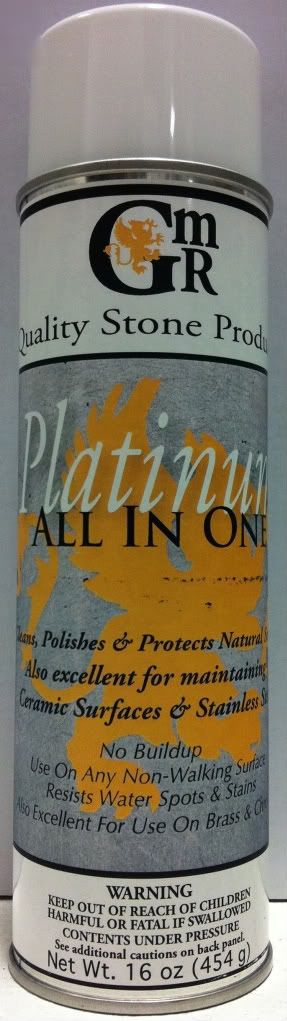 GmR
Quality Stone Produ
Platinum
ALL IN ONE
Cleans, Polishes & Protects Natural S
Also excellent for maintaining
Ceramic Surfaces & Stainless St
No Buildup
Use On Any Non-Walking Surface
Resists Water Spots & Stains
Also Excellent For Use On Brass & Chr
WARNING
KEEP OUT OF REACH OF CHILDREN
HARMFUL OR FATAL IF SWALLOWED
CONTENTS UNDER PRESSURE
See additional cautions on back panel.
Net Wt. 16 oz (454 g)